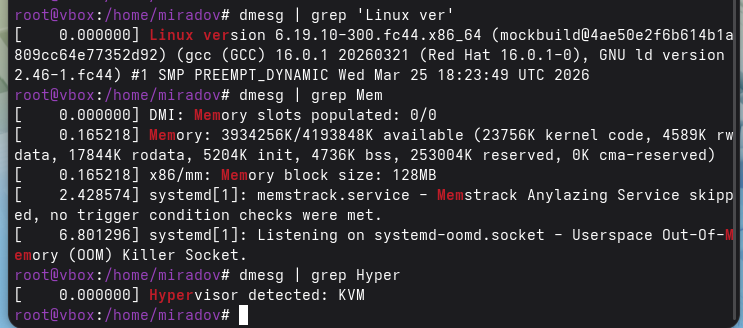 root@vbox:/home/miradov# dmesg | grep 'Linux ver'
[    0.000000] Linux version 6.19.10-300.fc44.x86_64 (mockbuild@4ae50e2f6b614b1a
809cc64e77352d92) (gcc (GCC) 16.0.1 20260321 (Red Hat 16.0.1-0), GNU ld version
2.46-1.fc44) #1 SMP PREEMPT_DYNAMIC Wed Mar 25 18:23:49 UTC 2026
root@vbox:/home/miradov# dmesg | grep Mem
[    0.000000] DMI: Memory slots populated: 0/0
[    0.165218] Memory: 3934256K/4193848K available (23756K kernel code, 4589K rw
data, 17844K rodata, 5204K init, 4736K bss, 253004K reserved, 0K cma-reserved)
[    0.165218] x86/mm: Memory block size: 128MB
[    2.428574] systemd[1]: memstrack.service - Memstrack Anylazing Service skipp
ed, no trigger condition checks were met.
[    6.801296] systemd[1]: Listening on systemd-oomd.socket - Userspace Out-Of-M
emory (OOM) Killer Socket.
root@vbox:/home/miradov# dmesg | grep Hyper
[    0.000000] Hypervisor detected: KVM
root@vbox:/home/miradov#